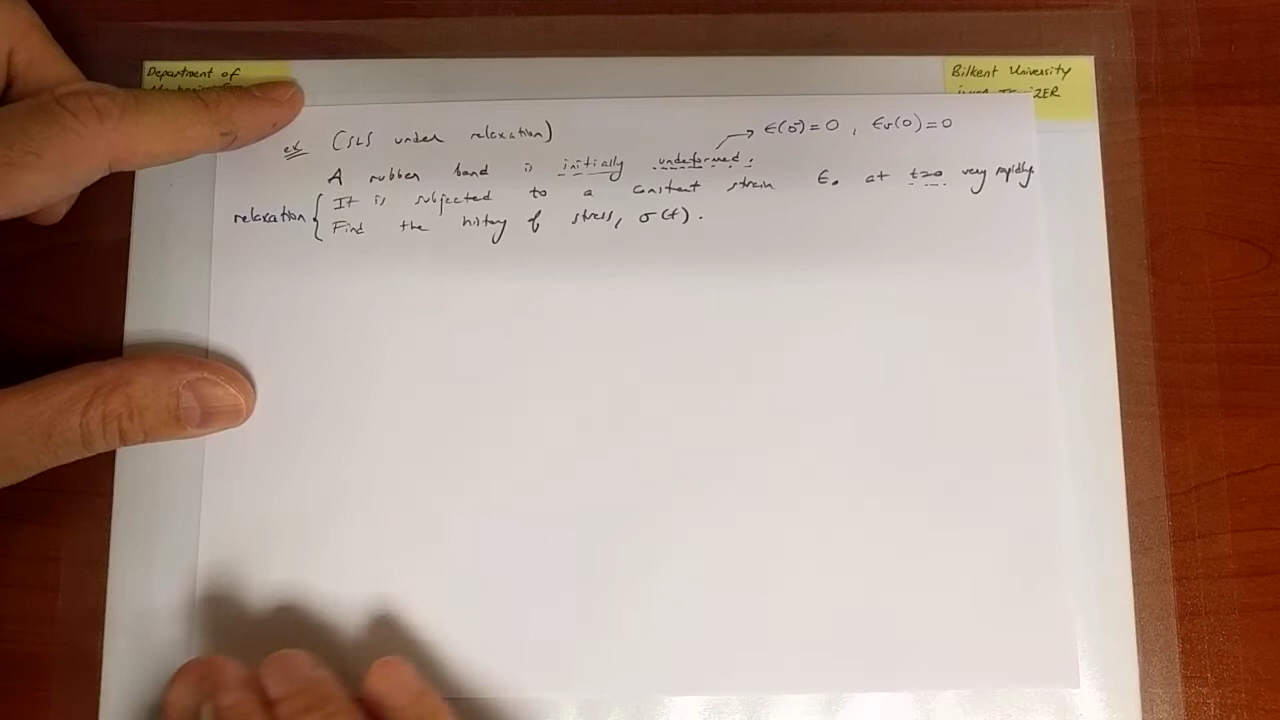 Department of
Bilkent University
ex (SLS under relaxation)
→ ϵ(0⁻)=0 , ϵv(0)=0
A rubber band is initially undeformed.
It is subjected to a constant strain ϵ₀ at t=0 very rapidly.
relaxation { Find the history of stress, σ(t).